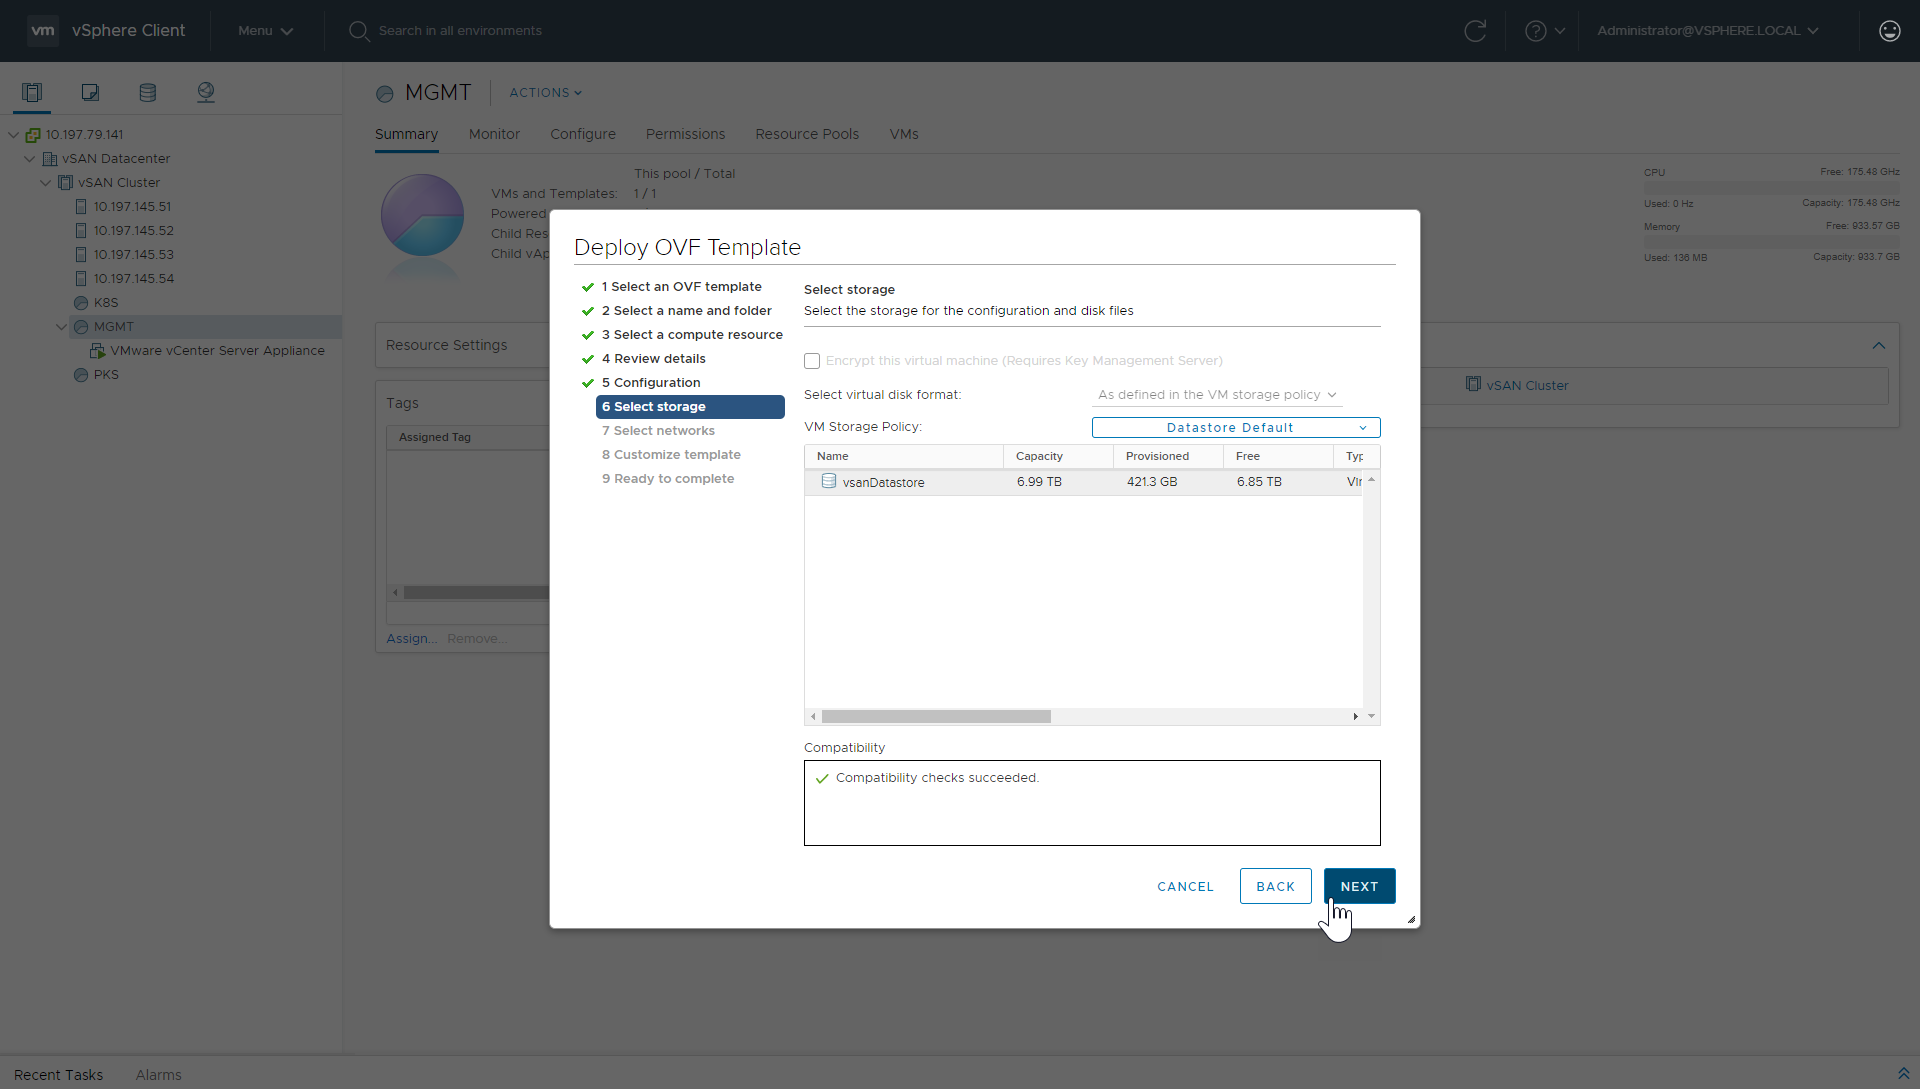 vm vSphere Client Menu Search in all environments Administrator@VSPHERE.LOCAL
10.197.79.141
vSAN Datacenter
vSAN Cluster
10.197.145.51
10.197.145.52
10.197.145.53
10.197.145.54
K8S
MGMT
VMware vCenter Server Appliance
PKS
MGMT ACTIONS
Summary Monitor Configure Permissions Resource Pools VMs
This pool / Total
VMs and Templates: 1 / 1
Powered
Child Res
Child vAp
CPU Free: 175.48 GHz
Used: 0 Hz Capacity: 175.48 GHz
Memory Free: 933.57 GB
Used: 136 MB Capacity: 933.7 GB
Resource Settings
vSAN Cluster
Tags
Assigned Tag
Assign... Remove...
Deploy OVF Template
1 Select an OVF template
2 Select a name and folder
3 Select a compute resource
4 Review details
5 Configuration
6 Select storage
7 Select networks
8 Customize template
9 Ready to complete
Select storage
Select the storage for the configuration and disk files
Encrypt this virtual machine (Requires Key Management Server)
Select virtual disk format: As defined in the VM storage policy
VM Storage Policy: Datastore Default
Name Capacity Provisioned Free Typ
vsanDatastore 6.99 TB 421.3 GB 6.85 TB Vir
Compatibility
Compatibility checks succeeded.
CANCEL BACK NEXT
Recent Tasks Alarms